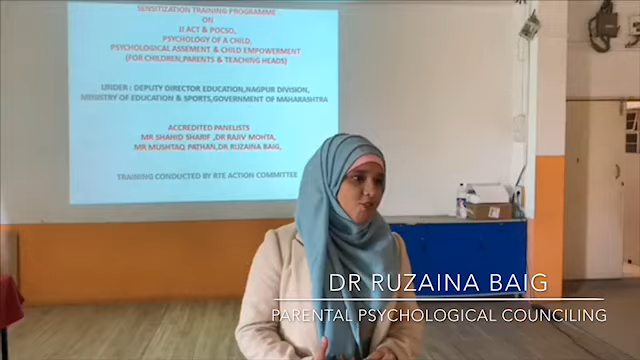 SENSITIZATION TRAINING PROGRAMME
ON
JJ ACT & POCSO,
PSYCHOLOGY OF A CHILD,
PSYCHOLOGICAL ASSEMENT & CHILD EMPOWERMENT
(FOR CHILDREN,PARENTS & TEACHING HEADS)
UNDER : DEPUTY DIRECTOR EDUCATION,NAGPUR DIVISION,
MINISTRY OF EDUCATION & SPORTS,GOVERNMENT OF MAHARASHTRA
ACCREDITED PANELISTS
MR SHAHID SHARIF ,DR RAJIV MOHTA,
MR MUSHTAQ PATHAN,DR RUZAINA BAIG,
TRAINING CONDUCTED BY RTE ACTION COMMITTEE
DR RUZAINA BAIG
PARENTAL PSYCHOLOGICAL COUNCILING